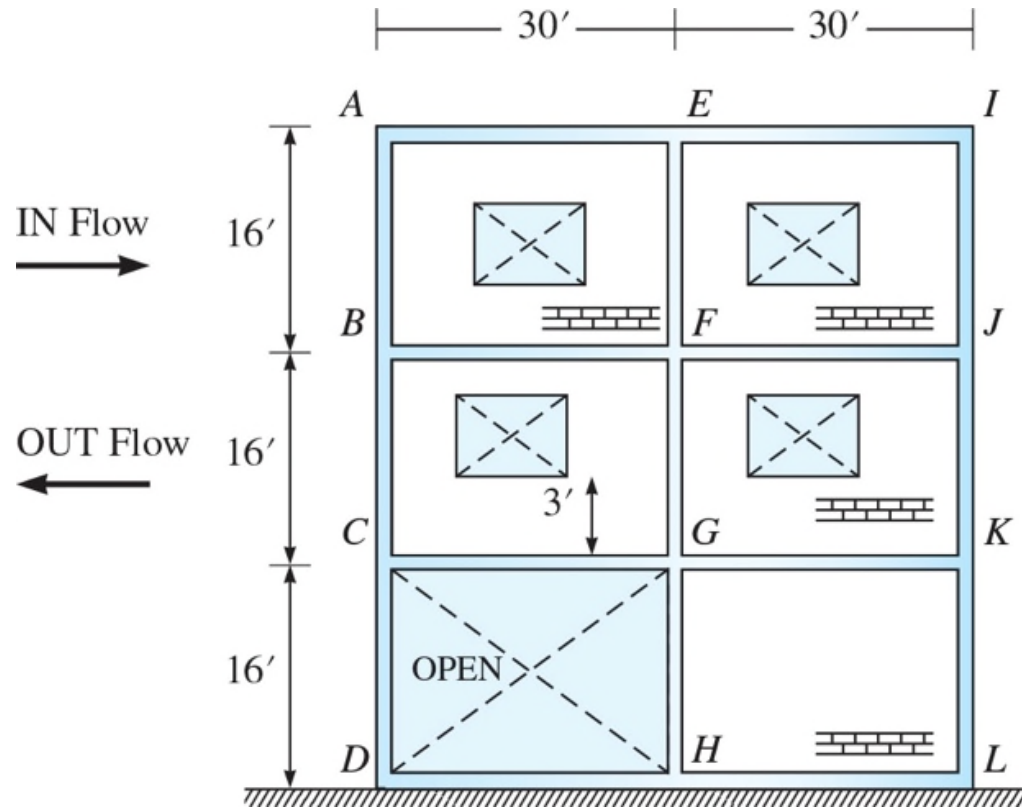 30′ 30′
A E I
IN Flow
16′
B F J
OUT Flow
16′
3′
C G K
16′
OPEN
D H L